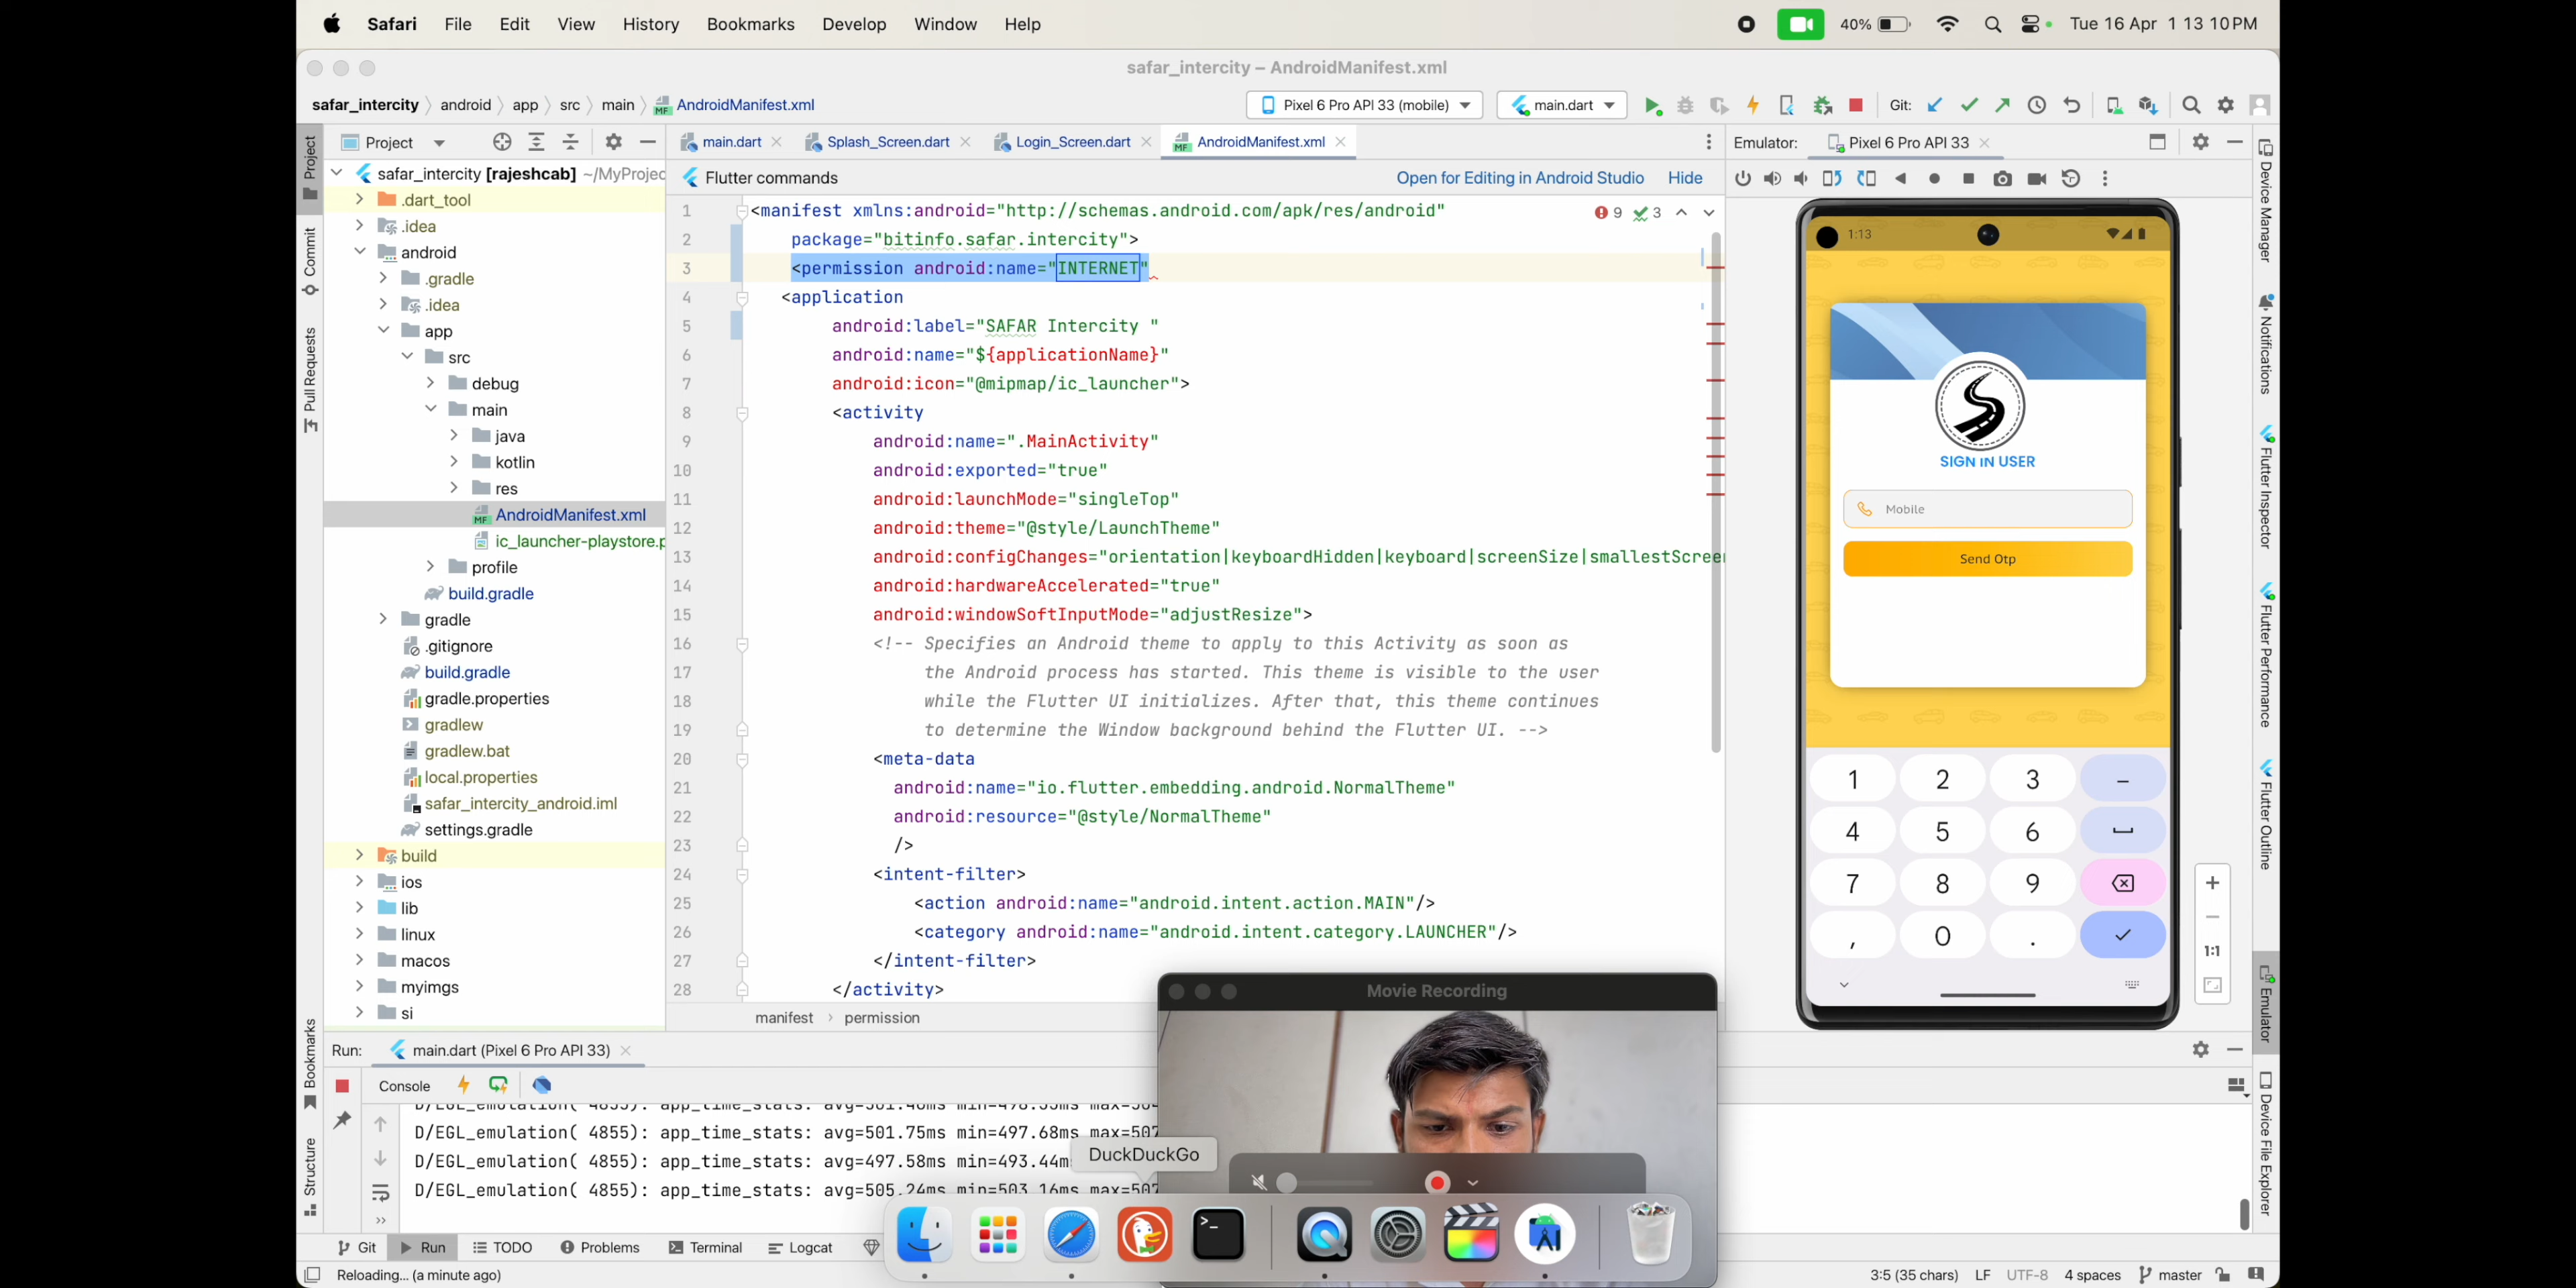 Safari File Edit View History Bookmarks Develop Window Help 40% Tue 16 Apr 1 13 10 PM
safar_intercity – AndroidManifest.xml
safar_intercity android app src main AndroidManifest.xml Pixel 6 Pro API 33 (mobile) main.dart Git:
Project main.dart Splash_Screen.dart Login_Screen.dart AndroidManifest.xml Emulator: Pixel 6 Pro API 33
Flutter commands Open for Editing in Android Studio Hide
safar_intercity [rajeshcab] ~/MyProjec
.dart_tool
.idea
android
.gradle
.idea
app
src
debug
main
java
kotlin
res
AndroidManifest.xml
ic_launcher-playstore.p
profile
build.gradle
gradle
.gitignore
build.gradle
gradle.properties
gradlew
gradlew.bat
local.properties
safar_intercity_android.iml
settings.gradle
build
ios
lib
linux
macos
myimgs
si
9 3
1 <manifest xmlns:android="http://schemas.android.com/apk/res/android"
2 package="bitinfo.safar.intercity">
3 <permission android:name="INTERNET"
4 <application
5 android:label="SAFAR Intercity "
6 android:name="${applicationName}"
7 android:icon="@mipmap/ic_launcher">
8 <activity
9 android:name=".MainActivity"
10 android:exported="true"
11 android:launchMode="singleTop"
12 android:theme="@style/LaunchTheme"
13 android:configChanges="orientation|keyboardHidden|keyboard|screenSize|smallestScreen
14 android:hardwareAccelerated="true"
15 android:windowSoftInputMode="adjustResize">
16 <!-- Specifies an Android theme to apply to this Activity as soon as
17 the Android process has started. This theme is visible to the user
18 while the Flutter UI initializes. After that, this theme continues
19 to determine the Window background behind the Flutter UI. -->
20 <meta-data
21 android:name="io.flutter.embedding.android.NormalTheme"
22 android:resource="@style/NormalTheme"
23 />
24 <intent-filter>
25 <action android:name="android.intent.action.MAIN"/>
26 <category android:name="android.intent.category.LAUNCHER"/>
27 </intent-filter>
28 </activity>
manifest permission
1:13
SIGN IN USER
Mobile
Send Otp
1 2 3 –
4 5 6
7 8 9
, 0 .
1:1
Project
Commit
Pull Requests
Bookmarks
Structure
Device Manager
Notifications
Flutter Inspector
Flutter Performance
Flutter Outline
Emulator
Device File Explorer
Movie Recording
Run: main.dart (Pixel 6 Pro API 33)
Console
D/EGL_emulation( 4855): app_time_stats: avg=501.75ms min=497.68ms max=507
D/EGL_emulation( 4855): app_time_stats: avg=497.58ms min=493.44ms
D/EGL_emulation( 4855): app_time_stats: avg=505.24ms min=503.16ms max=507
DuckDuckGo
Git Run TODO Problems Terminal Logcat
Reloading... (a minute ago) 3:5 (35 chars) LF UTF-8 4 spaces master